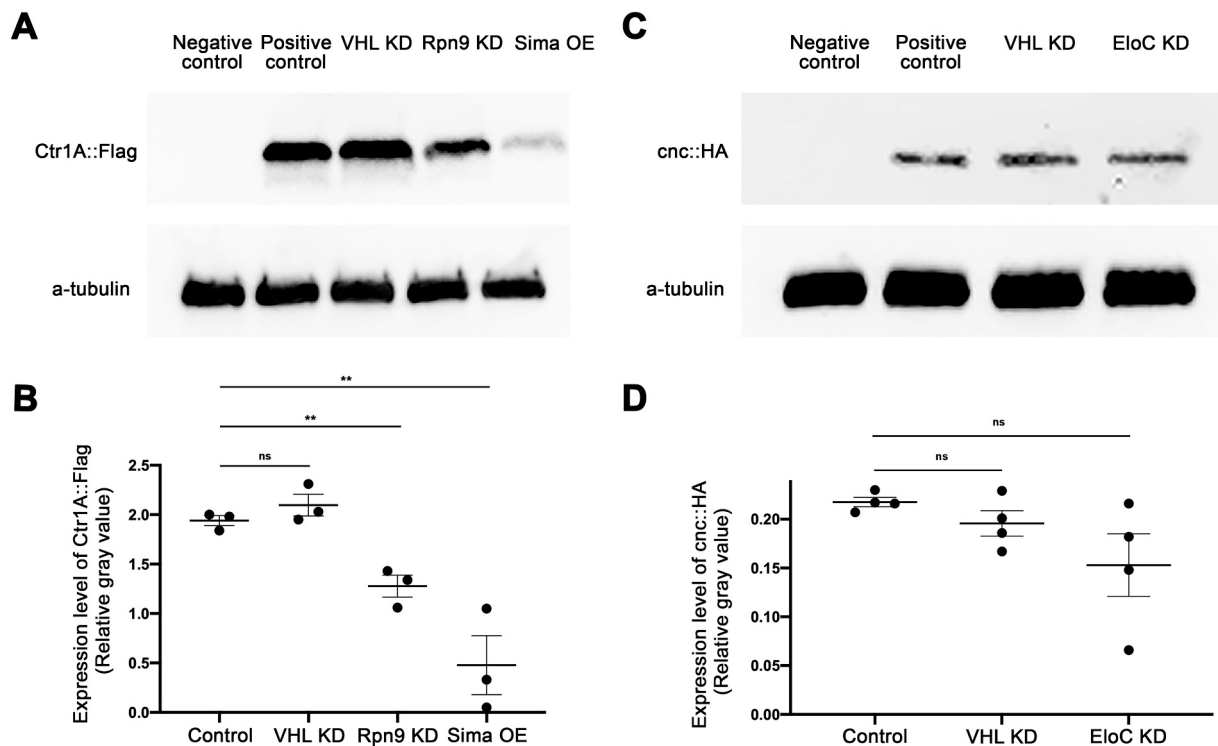 A
Negative control
Positive control
VHL KD
Rpn9 KD
Sima OE
Ctr1A::Flag
a-tubulin
C
Negative control
Positive control
VHL KD
EloC KD
cnc::HA
a-tubulin
B
**
**
ns
Expression level of Ctr1A::Flag
(Relative gray value)
2.5
2.0
1.5
1.0
0.5
0.0
Control
VHL KD
Rpn9 KD
Sima OE
D
ns
ns
Expression level of cnc::HA
(Relative gray value)
0.20
0.15
0.10
0.05
0.00
Control
VHL KD
EloC KD